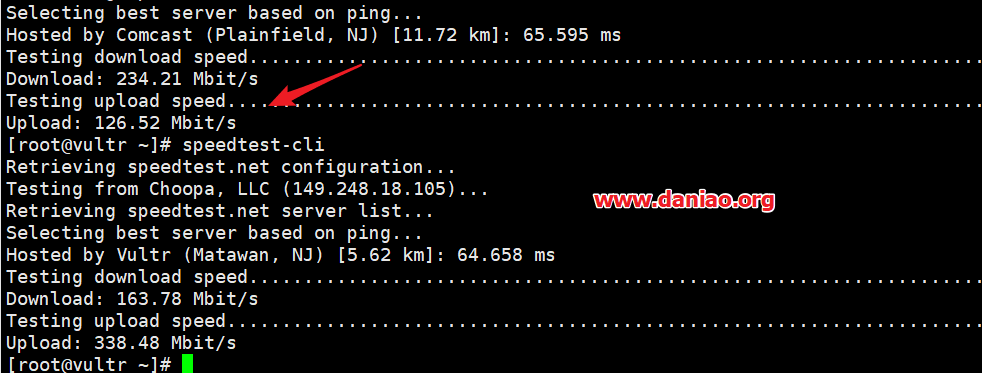 Selecting best server based on ping...
Hosted by Comcast (Plainfield, NJ) [11.72 km]: 65.595 ms
Testing download speed................................................................................
Download: 234.21 Mbit/s
Testing upload speed................................................................................
Upload: 126.52 Mbit/s
[root@vultr ~]# speedtest-cli
Retrieving speedtest.net configuration...
Testing from Choopa, LLC (149.248.18.105)...
www.daniao.org
Retrieving speedtest.net server list...
Selecting best server based on ping...
Hosted by Vultr (Matawan, NJ) [5.62 km]: 64.658 ms
Testing download speed................................................................................
Download: 163.78 Mbit/s
Testing upload speed................................................................................
Upload: 338.48 Mbit/s
[root@vultr ~]#